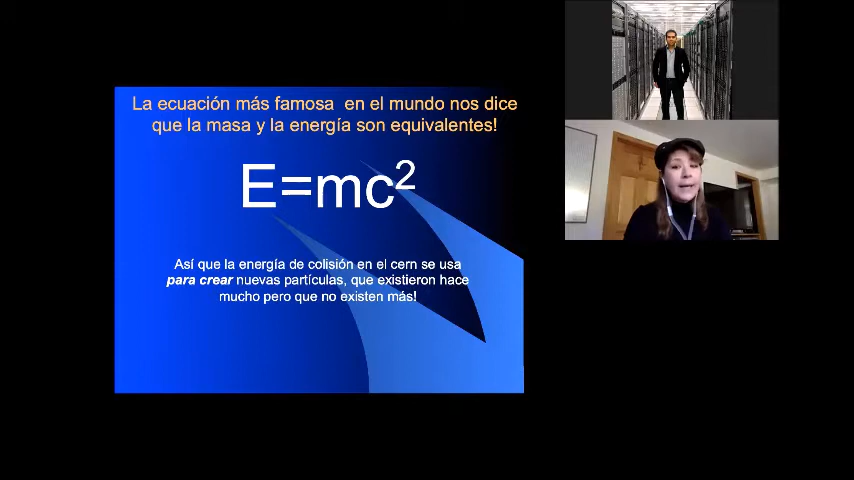 La ecuación más famosa en el mundo nos dice
que la masa y la energía son equivalentes!
E=mc²
Así que la energía de colisión en el cern se usa
para crear nuevas partículas, que existieron hace
mucho pero que no existen más!